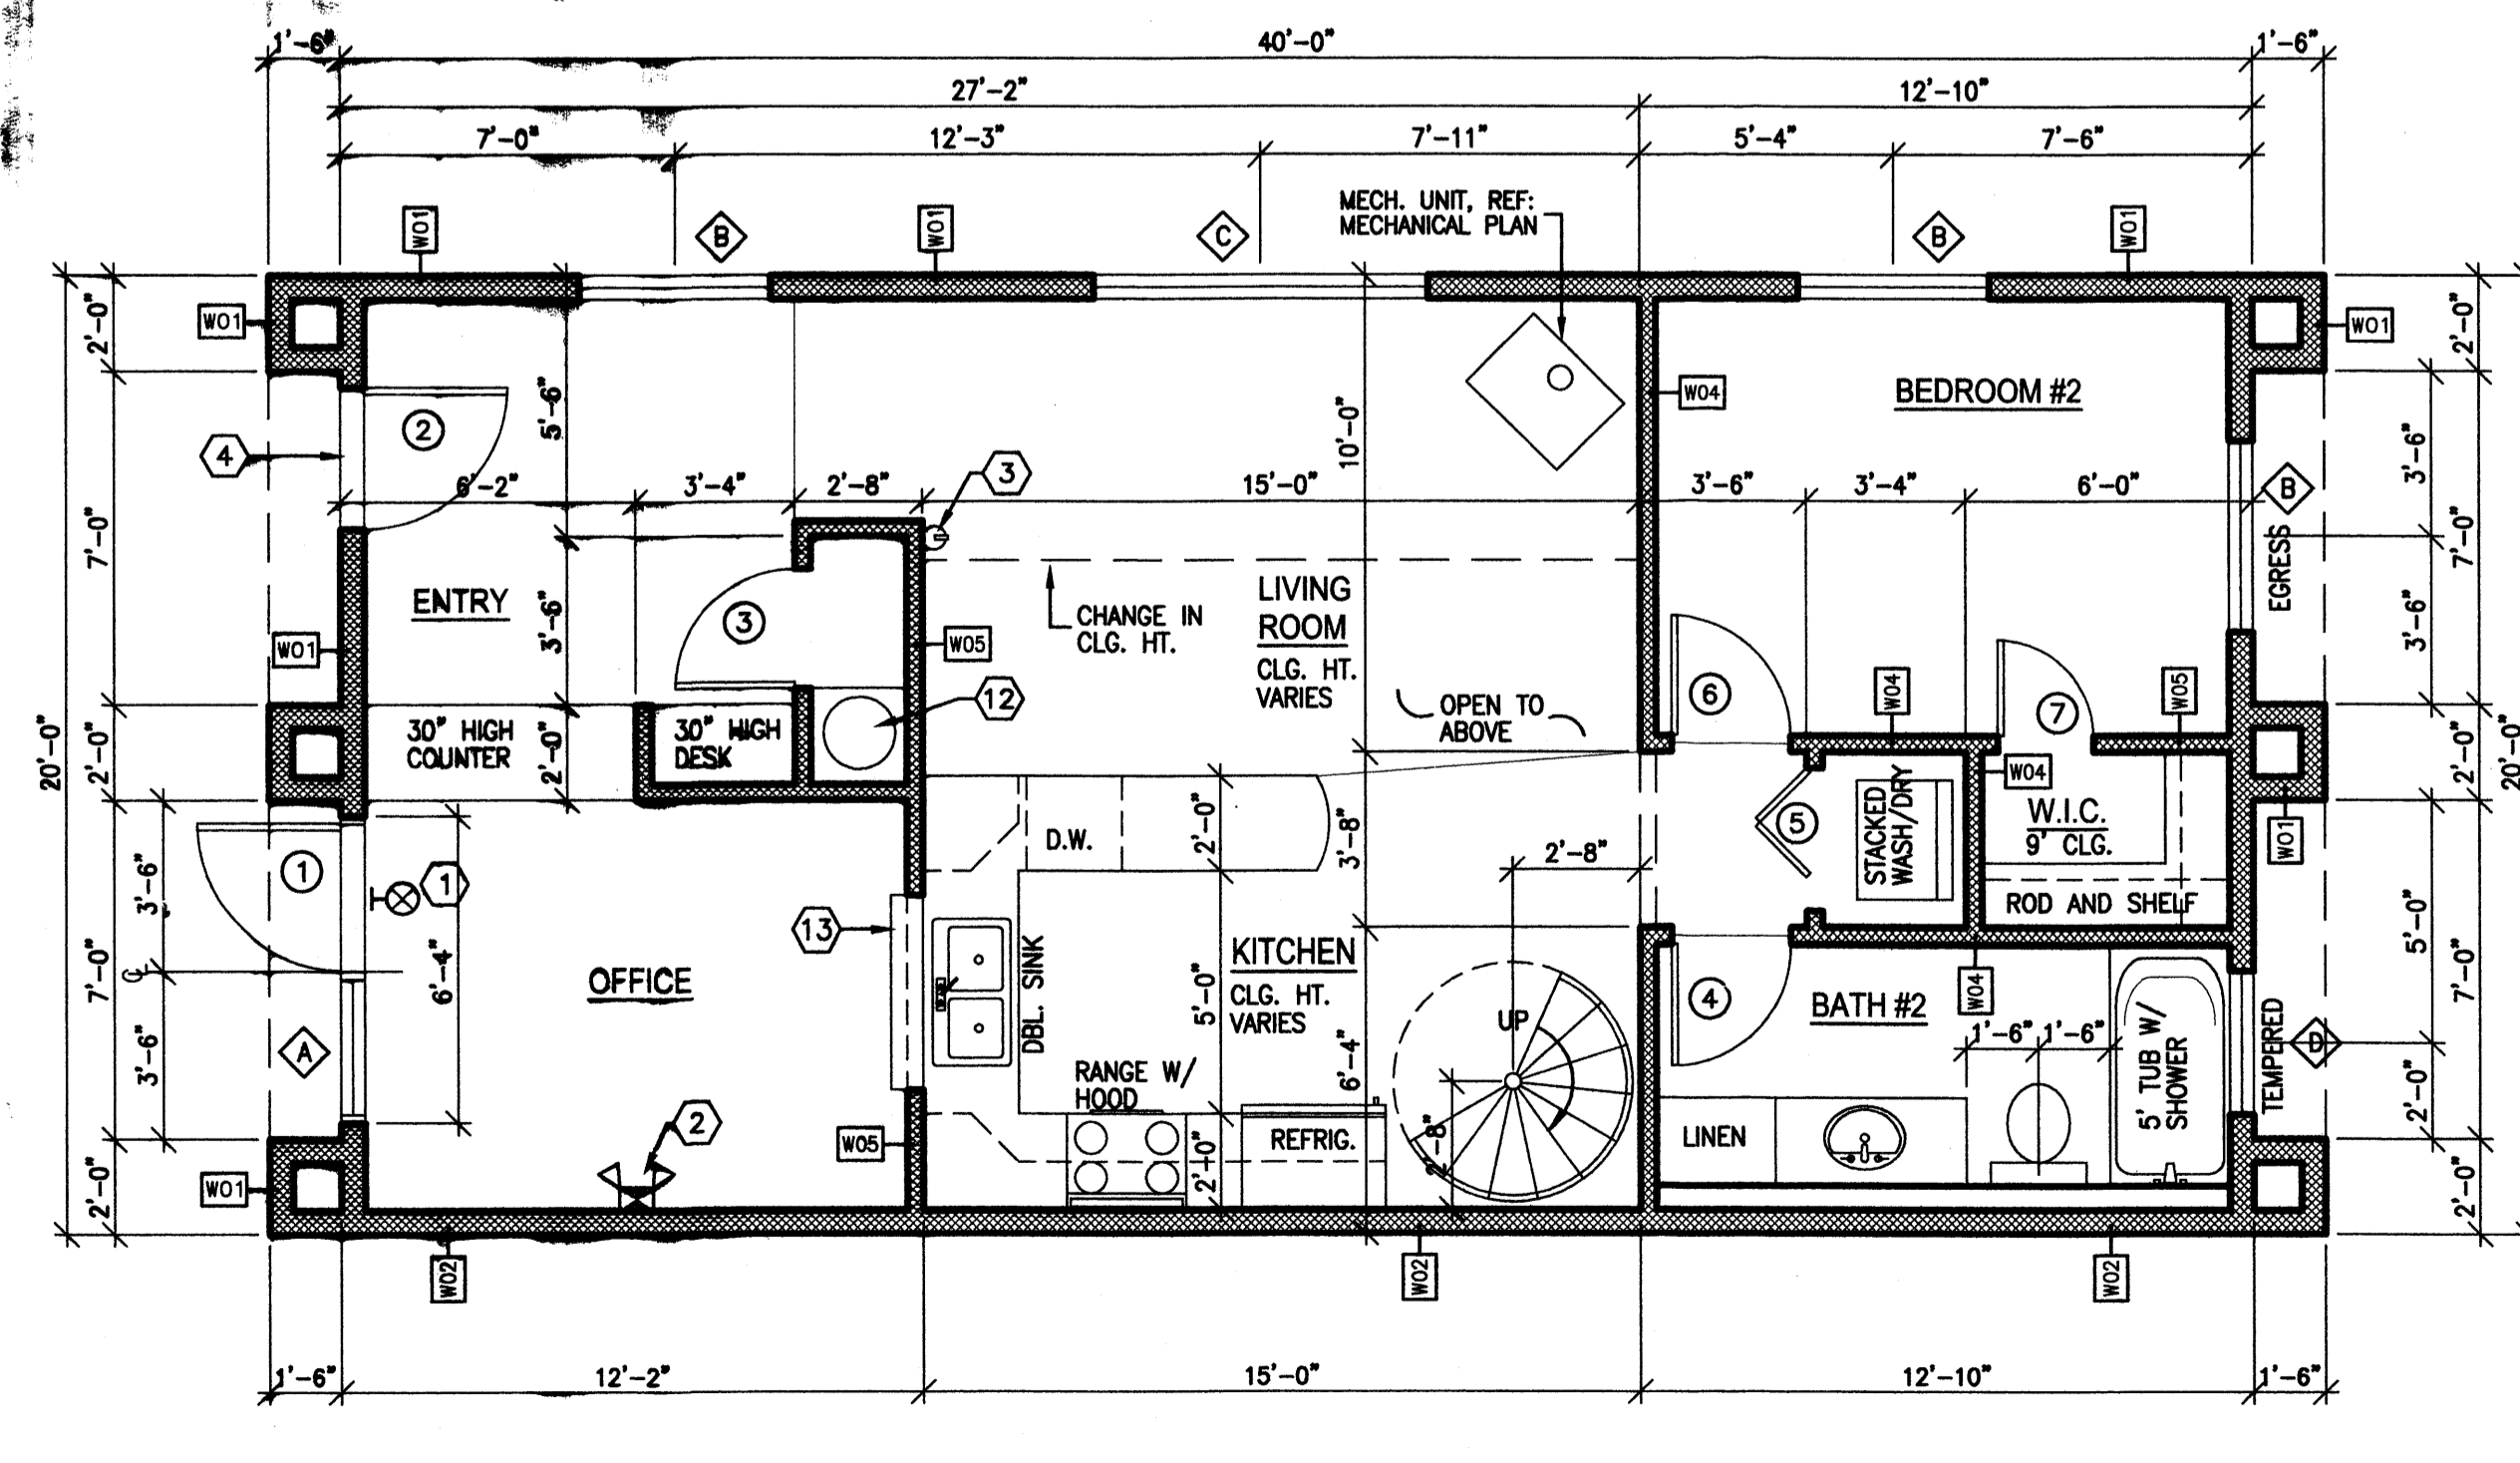 1'-6"
40'-0"
1'-6"
27'-2"
12'-10"
7'-0"
12'-3"
7'-11"
5'-4"
7'-6"
MECH. UNIT, REF:
MECHANICAL PLAN
W01
B
W01
C
B
W01
W01
W01
2'-0"
2'-0"
BEDROOM #2
W04
2
4
5'-6"
10'-0"
3'-6"
6'-2"
3'-4"
2'-8"
3
15'-0"
3'-6"
3'-4"
6'-0"
B
7'-0"
7'-0"
EGRESS
ENTRY
3
3'-6"
W01
W05
CHANGE IN
CLG. HT.
LIVING
ROOM
CLG. HT.
VARIES
3'-6"
6
W04
7
W05
12
OPEN TO
ABOVE
20'-0"
2'-0"
30" HIGH
COUNTER
2'-0"
30" HIGH
DESK
2'-0"
20'-0"
W04
D.W.
2'-0"
3'-8"
5
STACKED
WASH/DRY
W.I.C.
9' CLG.
W01
2'-8"
1
1
3'-6"
ROD AND SHELF
5'-0"
13
6'-4"
7'-0"
OFFICE
DBL. SINK
KITCHEN
CLG. HT.
VARIES
5'-0"
UP
4
BATH #2
W04
7'-0"
1'-6"
1'-6"
5' TUB W/
SHOWER
TEMPERED
D
A
3'-6"
RANGE W/
HOOD
6'-4"
2'-0"
2
W05
REFRIG.
2'-0"
LINEN
W01
2'-0"
2'-0"
W02
W02
W02
1'-6"
12'-2"
15'-0"
12'-10"
1'-6"